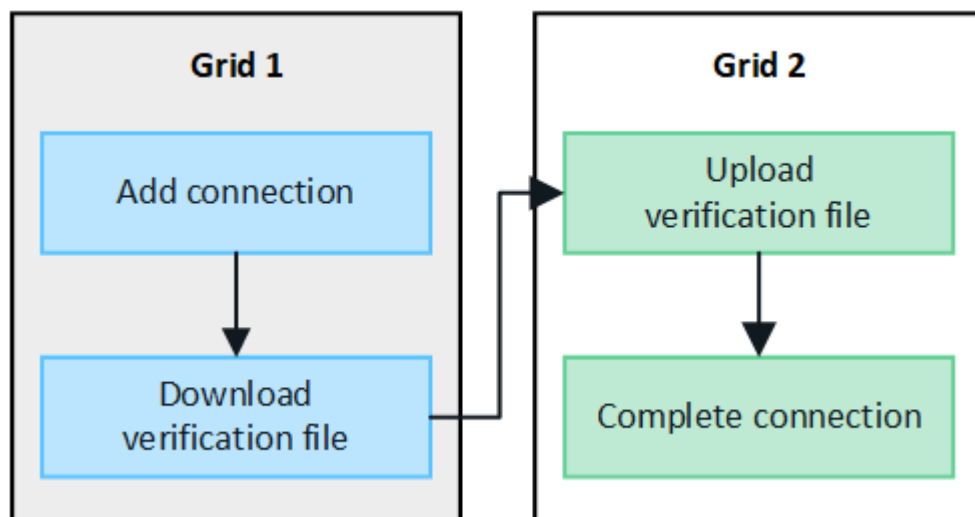 Grid 1
Add connection
Download
verification file
Grid 2
Upload
verification file
Complete connection